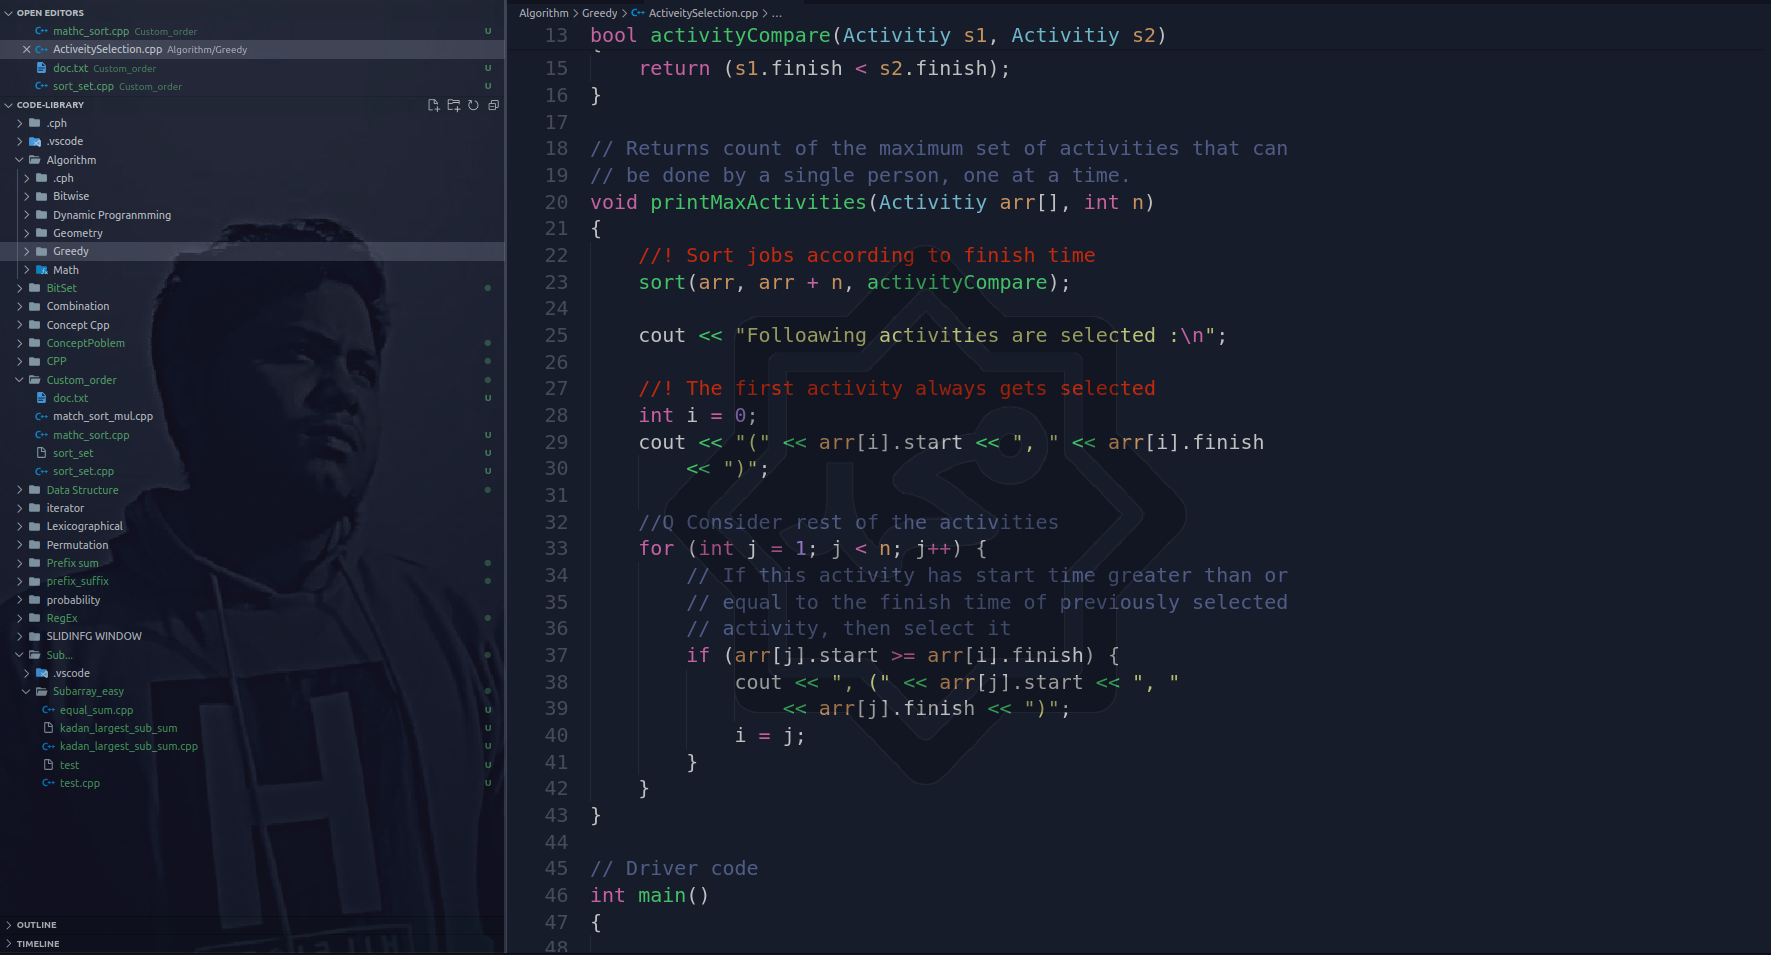 OPEN EDITORS
mathc_sort.cpp Custom_order U
ActiveitySelection.cpp Algorithm/Greedy
doc.txt Custom_order U
sort_set.cpp Custom_order U
CODE-LIBRARY
.cph
.vscode
Algorithm
.cph
Bitwise
Dynamic Progranmming
Geometry
Greedy
Math
BitSet
Combination
Concept Cpp
ConceptPoblem
CPP
Custom_order
doc.txt U
match_sort_mul.cpp
mathc_sort.cpp U
sort_set U
sort_set.cpp U
Data Structure
iterator
Lexicographical
Permutation
Prefix sum
prefix_suffix
probability
RegEx
SLIDINFG WINDOW
Sub...
.vscode
Subarray_easy
equal_sum.cpp U
kadan_largest_sub_sum U
kadan_largest_sub_sum.cpp U
test U
test.cpp U
OUTLINE
TIMELINE
Algorithm > Greedy > ActiveitySelection.cpp > ...
13 bool activityCompare(Activitiy s1, Activitiy s2)
{
15 return (s1.finish < s2.finish);
16 }
17
18 // Returns count of the maximum set of activities that can
19 // be done by a single person, one at a time.
20 void printMaxActivities(Activitiy arr[], int n)
21 {
22 //! Sort jobs according to finish time
23 sort(arr, arr + n, activityCompare);
24
25 cout << "Folloawing activities are selected :\n";
26
27 //! The first activity always gets selected
28 int i = 0;
29 cout << "(" << arr[i].start << ", " << arr[i].finish
30 << ")";
31
32 //Q Consider rest of the activities
33 for (int j = 1; j < n; j++) {
34 // If this activity has start time greater than or
35 // equal to the finish time of previously selected
36 // activity, then select it
37 if (arr[j].start >= arr[i].finish) {
38 cout << ", (" << arr[j].start << ", "
39 << arr[j].finish << ")";
40 i = j;
41 }
42 }
43 }
44
45 // Driver code
46 int main()
47 {
48